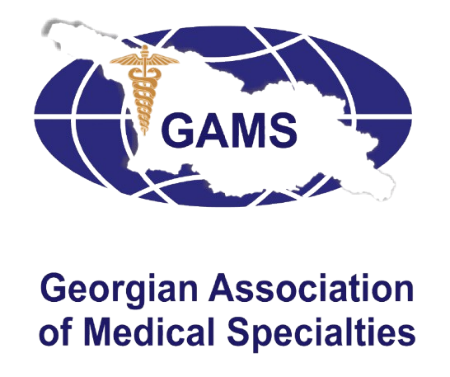 GAMS
Georgian Association
of Medical Specialties